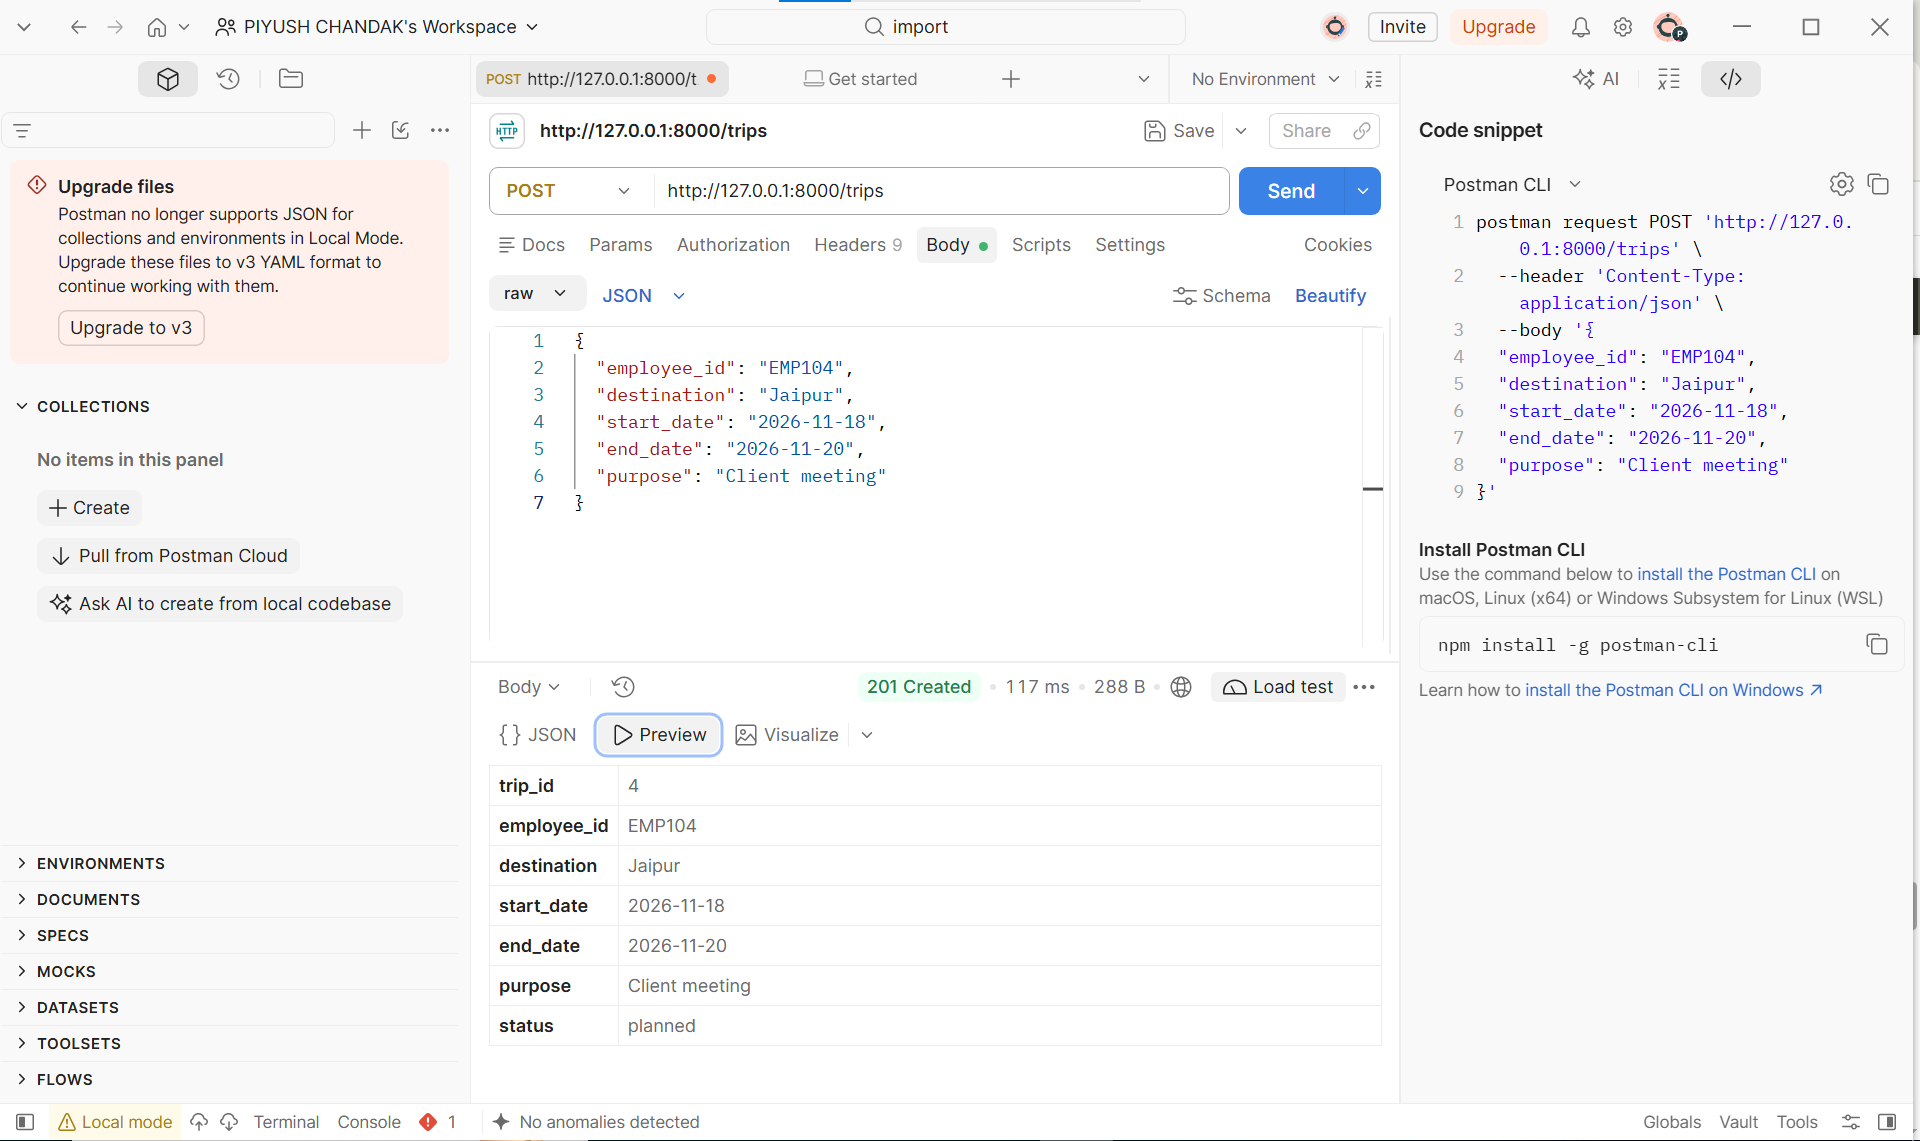 PIYUSH CHANDAK's Workspace
import
Invite
Upgrade
P
POST http://127.0.0.1:8000/t
Get started
No Environment
AI
</>
HTTP
http://127.0.0.1:8000/trips
Save
Share
POST
http://127.0.0.1:8000/trips
Send
Docs
Params
Authorization
Headers 9
Body
Scripts
Settings
Cookies
raw
JSON
Schema
Beautify
1 {
2 "employee_id": "EMP104",
3 "destination": "Jaipur",
4 "start_date": "2026-11-18",
5 "end_date": "2026-11-20",
6 "purpose": "Client meeting"
7 }
Upgrade files
Postman no longer supports JSON for
collections and environments in Local Mode.
Upgrade these files to v3 YAML format to
continue working with them.
Upgrade to v3
COLLECTIONS
No items in this panel
Create
Pull from Postman Cloud
Ask AI to create from local codebase
ENVIRONMENTS
DOCUMENTS
SPECS
MOCKS
DATASETS
TOOLSETS
FLOWS
Body
201 Created
117 ms
288 B
Load test
{} JSON
Preview
Visualize
trip_id 4
employee_id EMP104
destination Jaipur
start_date 2026-11-18
end_date 2026-11-20
purpose Client meeting
status planned
Code snippet
Postman CLI
1 postman request POST 'http://127.0.
0.1:8000/trips' \
2 --header 'Content-Type:
application/json' \
3 --body '{
4 "employee_id": "EMP104",
5 "destination": "Jaipur",
6 "start_date": "2026-11-18",
7 "end_date": "2026-11-20",
8 "purpose": "Client meeting"
9 }'
Install Postman CLI
Use the command below to install the Postman CLI on
macOS, Linux (x64) or Windows Subsystem for Linux (WSL)
npm install -g postman-cli
Learn how to install the Postman CLI on Windows ↗
Local mode
Terminal
Console
1
No anomalies detected
Globals
Vault
Tools